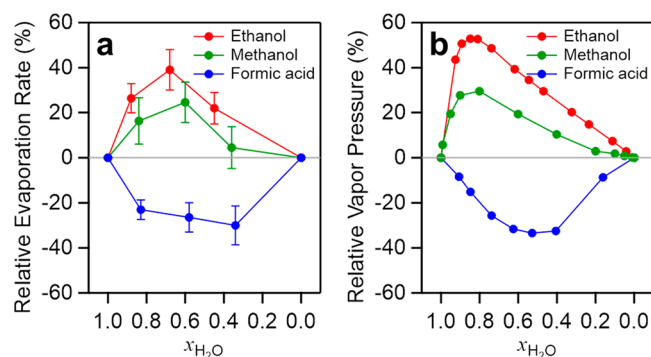 a
Ethanol
Methanol
Formic acid
Relative Evaporation Rate (%)
60
40
20
0
-20
-40
-60
1.0 0.8 0.6 0.4 0.2 0.0
xH₂O
b
Ethanol
Methanol
Formic acid
Relative Vapor Pressure (%)
60
40
20
0
-20
-40
-60
1.0 0.8 0.6 0.4 0.2 0.0
xH₂O